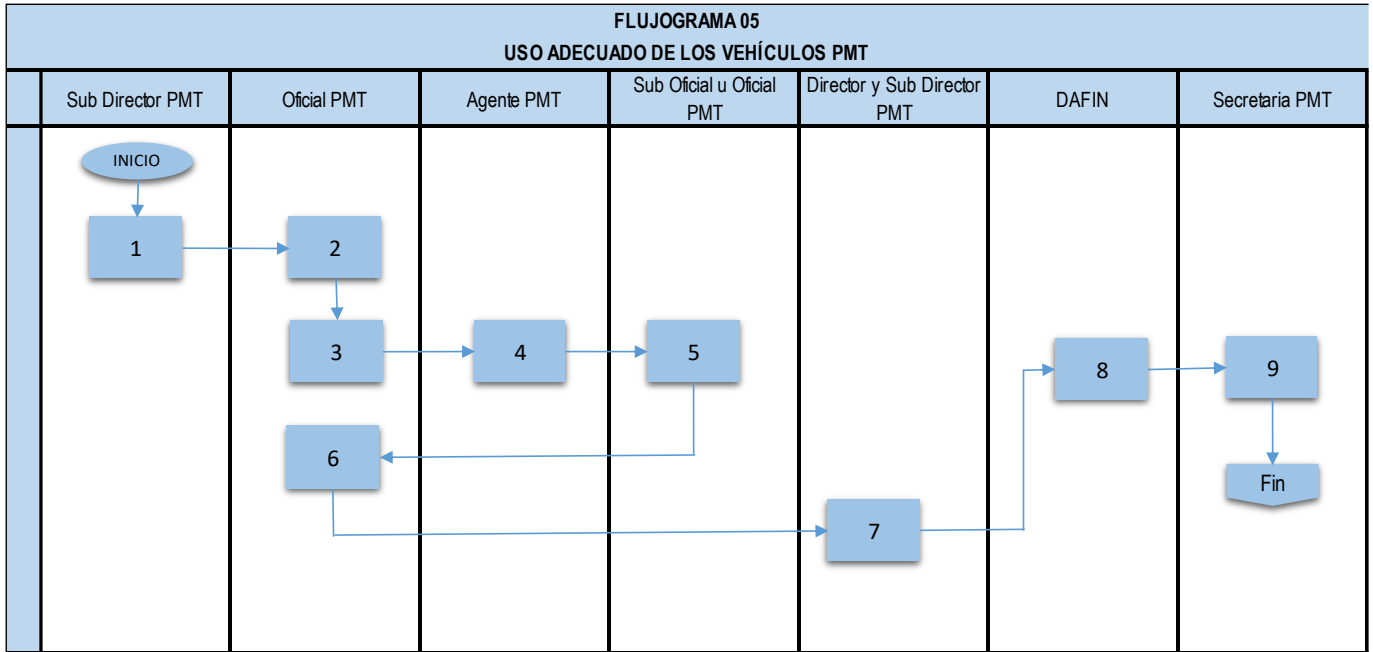 FLUJOGRAMA 05
USO ADECUADO DE LOS VEHÍCULOS PMT
Sub Director PMT
Oficial PMT
Agente PMT
Sub Oficial u Oficial
PMT
Director y Sub Director
PMT
DAFIN
Secretaria PMT
INICIO
1
2
3
4
5
6
7
8
9
Fin